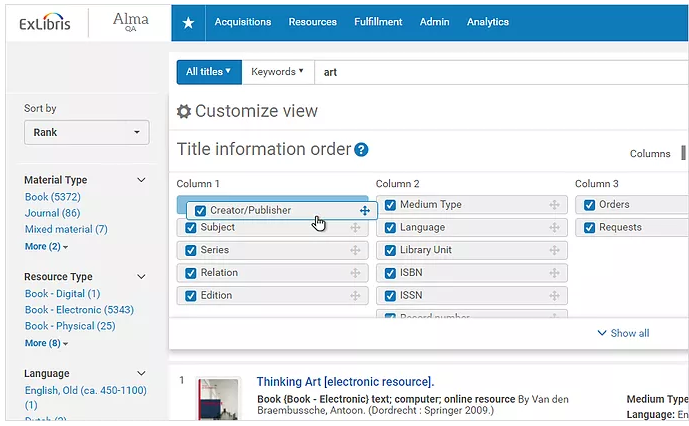 ExLibris
Alma
QA
Acquisitions Resources Fulfillment Admin Analytics
All titles Keywords art
Sort by
Rank
Material Type
Book (5372)
Journal (86)
Mixed material (7)
More (2)
Resource Type
Book - Digital (1)
Book - Electronic (5343)
Book - Physical (25)
More (8)
Language
English, Old (ca. 450-1100)
(1)
Dutch (2)
Customize view
Title information order ?
Columns
Column 1
Creator/Publisher
Subject
Series
Relation
Edition
Column 2
Medium Type
Language
Library Unit
ISBN
ISSN
Record number
Column 3
Orders
Requests
Show all
1
Thinking Art [electronic resource].
Book {Book - Electronic} text; computer; online resource By Van den
Braembussche, Antoon. (Dordrecht : Springer 2009.)
Medium Type
Language: En